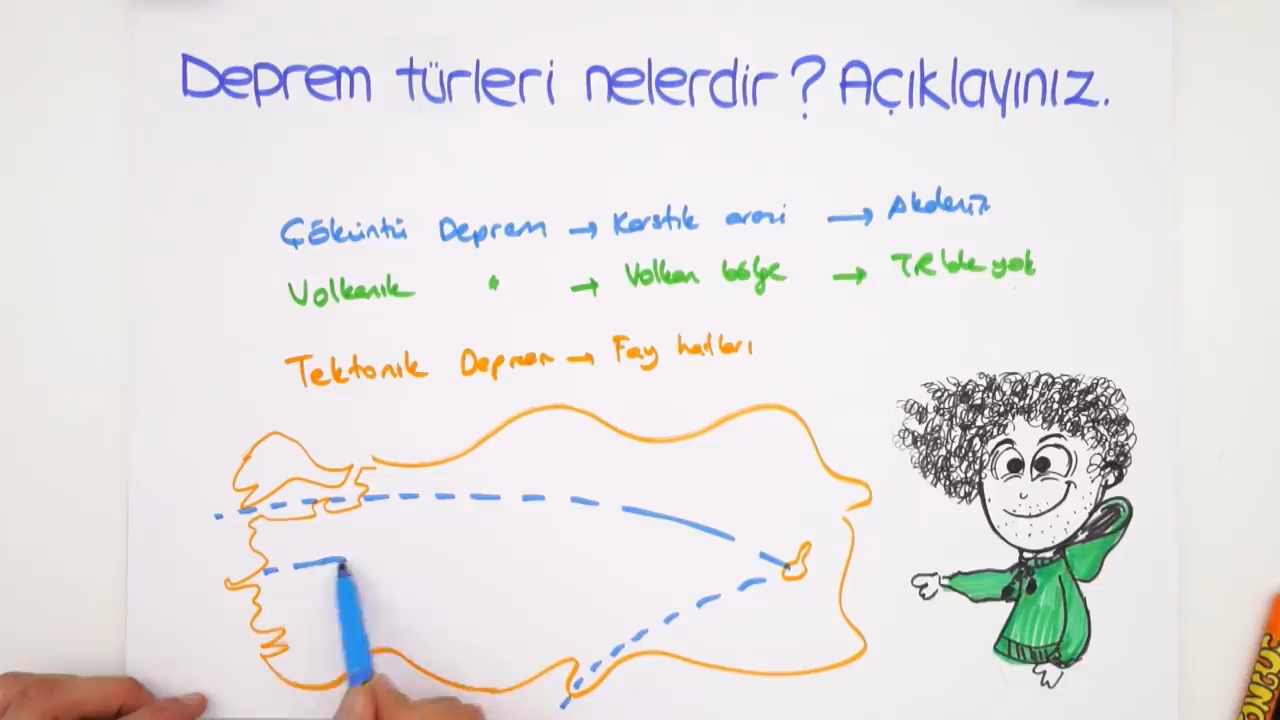 Deprem türleri nelerdir? Açıklayınız.
Çöküntü Deprem → Karstik arazi → Akdeniz
Volkanik " → Volkan bölge → TR'de yok
Tektonik Deprem → Fay hatları